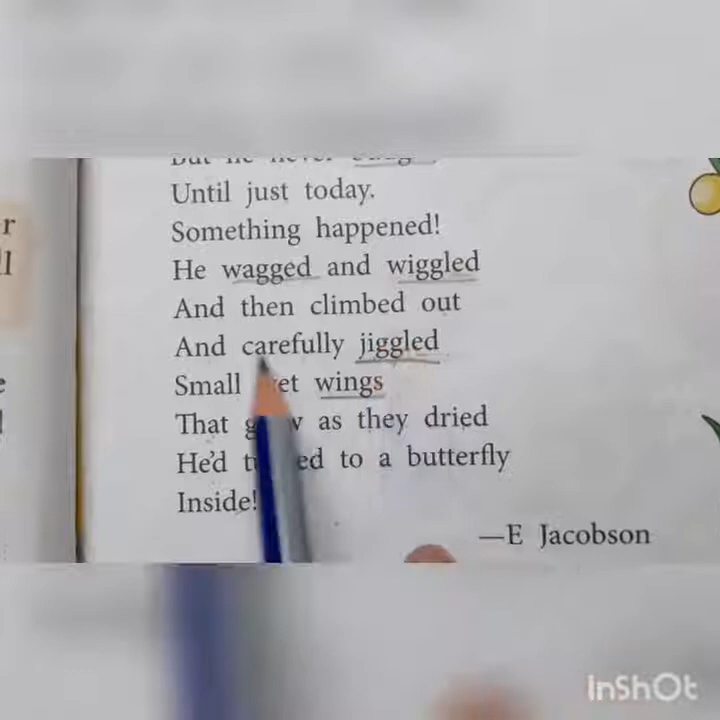 Until just today.
Something happened!
He wagged and wiggled
And then climbed out
And carefully jiggled
Small wings
That as they dried
He'd to a butterfly
Inside!
—E Jacobson
InShOt